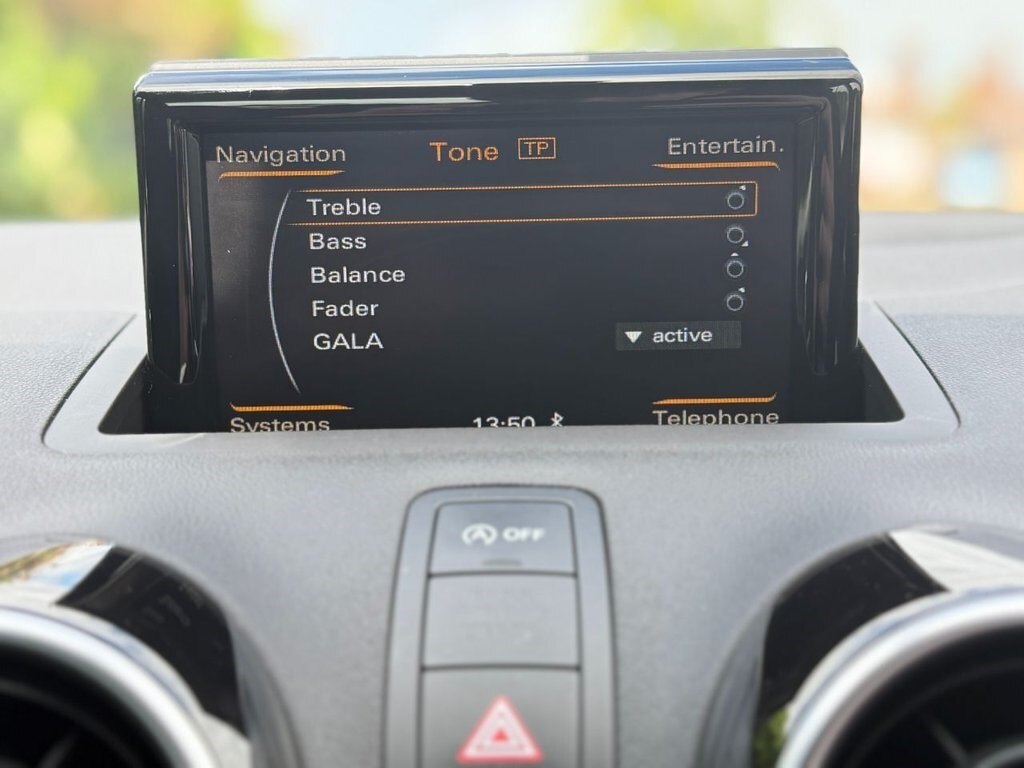 Navigation Tone TP Entertain.
Treble
Bass
Balance
Fader
GALA active
Systems 13:50 Telephone
A OFF